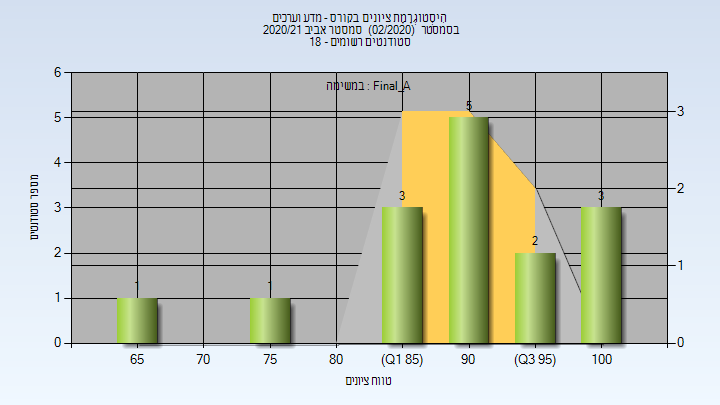 היסטוגרמת ציונים בקורס - מדע וערכים
בסמסטר (02/2020) סמסטר אביב 2020/21
סטודנטים רשומים - 18
במשימה : Final_A
מספר סטודנטים
6
5
4
3
2
1
0
3
2
1
0
1
1
3
5
2
3
65
70
75
80
(Q1 85)
90
(Q3 95)
100
טווח ציונים